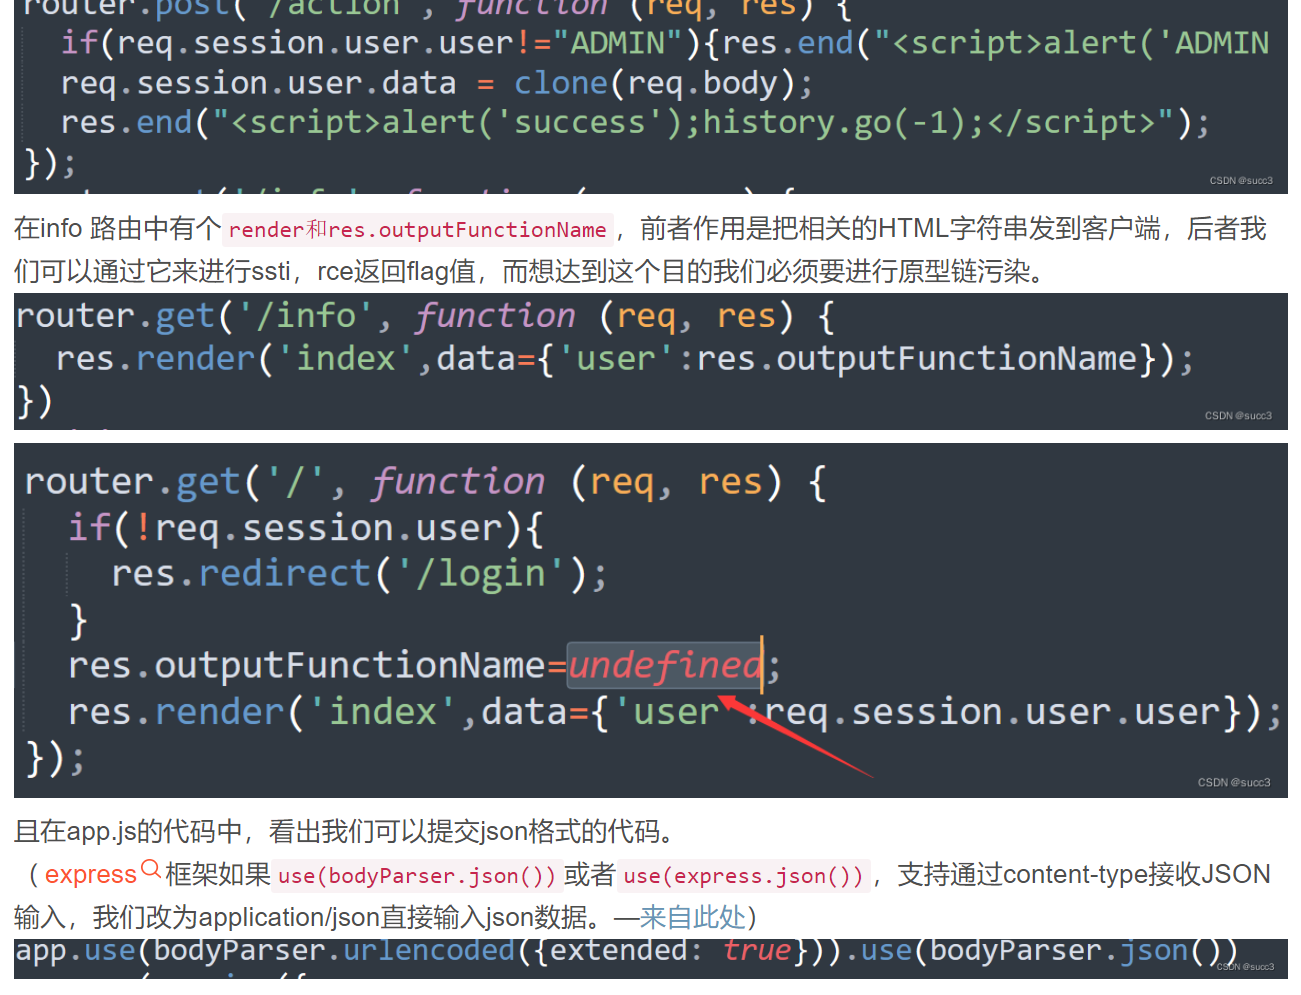 router.post('/action', function (req, res) {
if(req.session.user.user!="ADMIN"){res.end("<script>alert('ADMIN
req.session.user.data = clone(req.body);
res.end("<script>alert('success');history.go(-1);</script>");
});
CSDN @succ3
在info 路由中有个render和res.outputFunctionName，前者作用是把相关的HTML字符串发到客户端，后者我
们可以通过它来进行ssti，rce返回flag值，而想达到这个目的我们必须要进行原型链污染。
router.get('/info', function (req, res) {
res.render('index',data={'user':res.outputFunctionName});
})
CSDN @succ3
router.get('/', function (req, res) {
if(!req.session.user){
res.redirect('/login');
}
res.outputFunctionName=undefined;
res.render('index',data={'user':req.session.user.user});
});
CSDN @succ3
且在app.js的代码中，看出我们可以提交json格式的代码。
（express框架如果use(bodyParser.json())或者use(express.json())，支持通过content-type接收JSON
输入，我们改为application/json直接输入json数据。—来自此处）
app.use(bodyParser.urlencoded({extended: true})).use(bodyParser.json())
CSDN @succ3